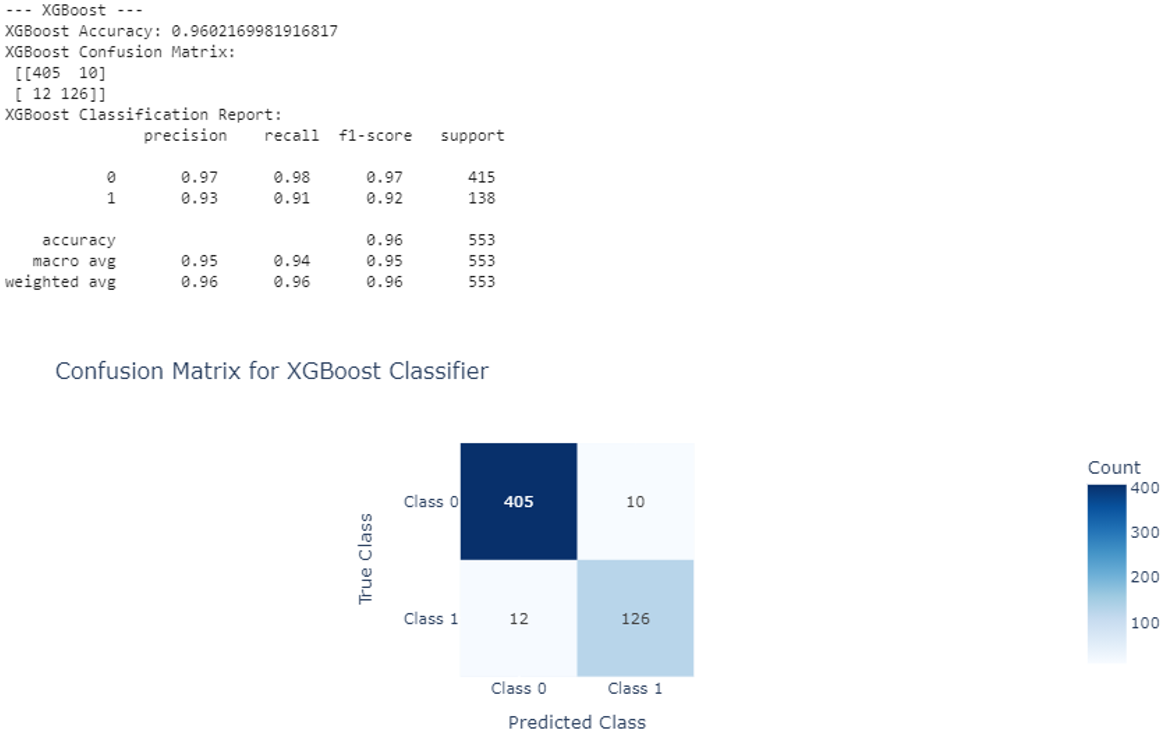 --- XGBoost ---
XGBoost Accuracy: 0.9602169981916817
XGBoost Confusion Matrix:
[[405  10]
[ 12 126]]
XGBoost Classification Report:
precision    recall  f1-score   support
0       0.97      0.98      0.97       415
1       0.93      0.91      0.92       138
accuracy                           0.96       553
macro avg       0.95      0.94      0.95       553
weighted avg       0.96      0.96      0.96       553
Confusion Matrix for XGBoost Classifier
Count
400
300
200
100
True Class
Class 0 405 10
Class 1 12 126
Class 0 Class 1
Predicted Class